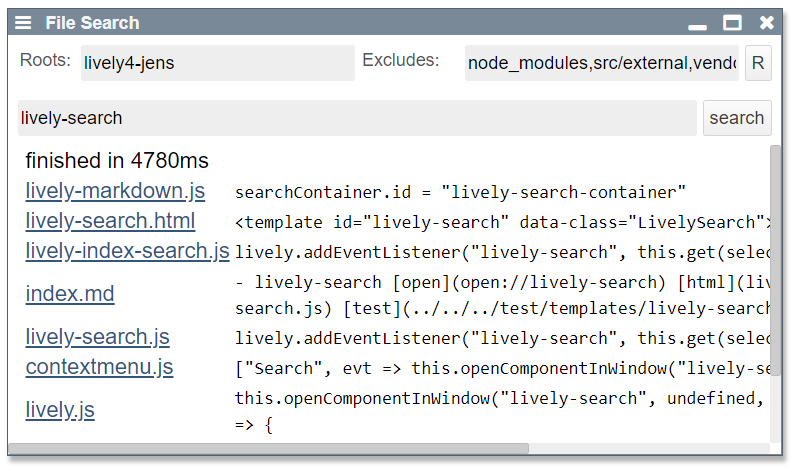 File Search
Roots: lively4-jens Excludes: node_modules,src/external,vendo R
lively-search search
finished in 4780ms
lively-markdown.js searchContainer.id = "lively-search-container"
lively-search.html <template id="lively-search" data-class="LivelySearch">
lively-index-search.js lively.addEventListener("lively-search", this.get(selec
index.md - lively-search [open](open://lively-search) [html](liv
search.js) [test](../../../test/templates/lively-search
lively-search.js lively.addEventListener("lively-search", this.get(selec
contextmenu.js ["Search", evt => this.openComponentInWindow("lively-se
lively.js this.openComponentInWindow("lively-search", undefined,
=> {